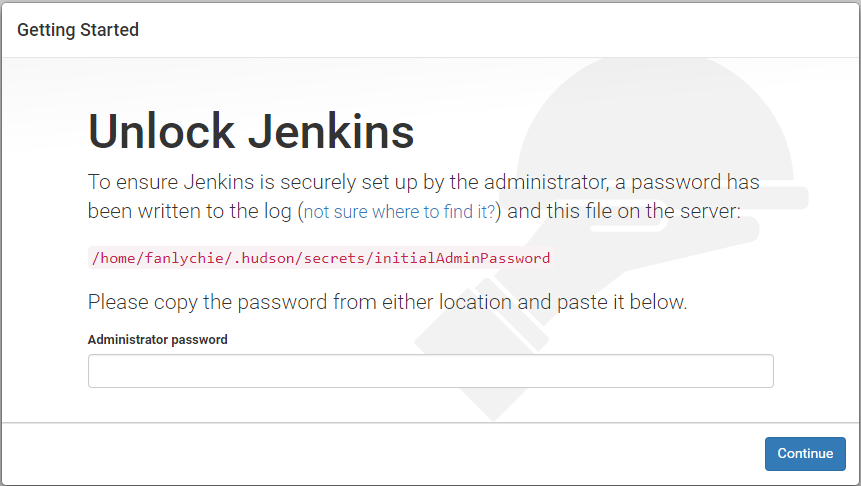 Getting Started
Unlock Jenkins
To ensure Jenkins is securely set up by the administrator, a password has
been written to the log (not sure where to find it?) and this file on the server:
/home/fanlychie/.hudson/secrets/initialAdminPassword
Please copy the password from either location and paste it below.
Administrator password
Continue